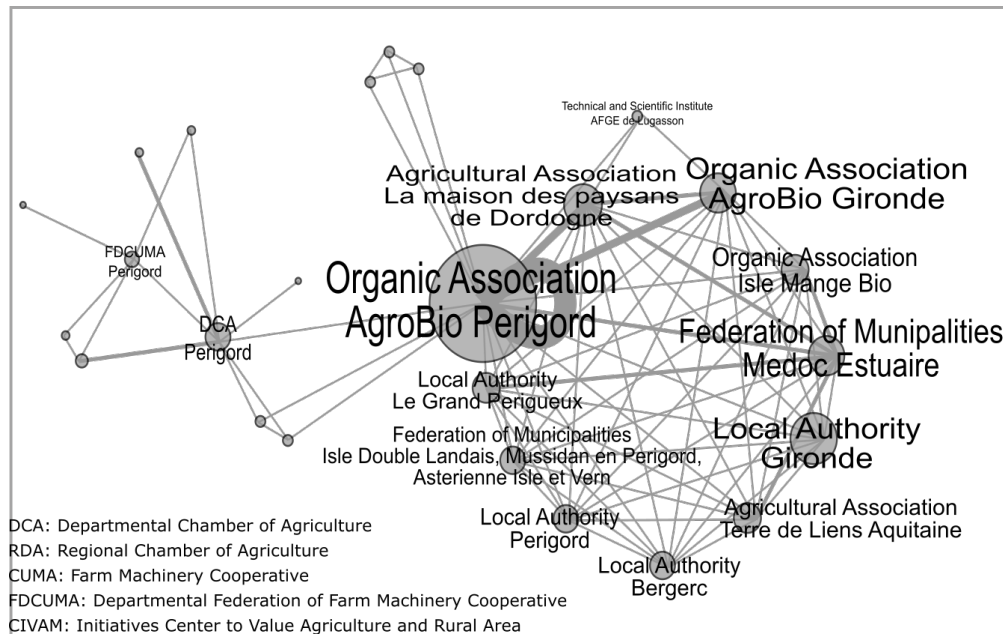 Technical and Scientific Institute
AFGE de Lugasson
Agricultural Association
La maison des paysans
de Dordogne
Organic Association
AgroBio Gironde
Organic Association
Isle Mange Bio
FDCUMA
Perigord
Organic Association
AgroBio Perigord
DCA
Perigord
Federation of Munipalities
Medoc Estuaire
Local Authority
Le Grand Perigueux
Local Authority
Gironde
Federation of Municipalities
Isle Double Landais, Mussidan en Perigord,
Asterienne Isle et Vern
Agricultural Association
Terre de Liens Aquitaine
Local Authority
Perigord
Local Authority
Bergerc
DCA: Departmental Chamber of Agriculture
RDA: Regional Chamber of Agriculture
CUMA: Farm Machinery Cooperative
FDCUMA: Departmental Federation of Farm Machinery Cooperative
CIVAM: Initiatives Center to Value Agriculture and Rural Area